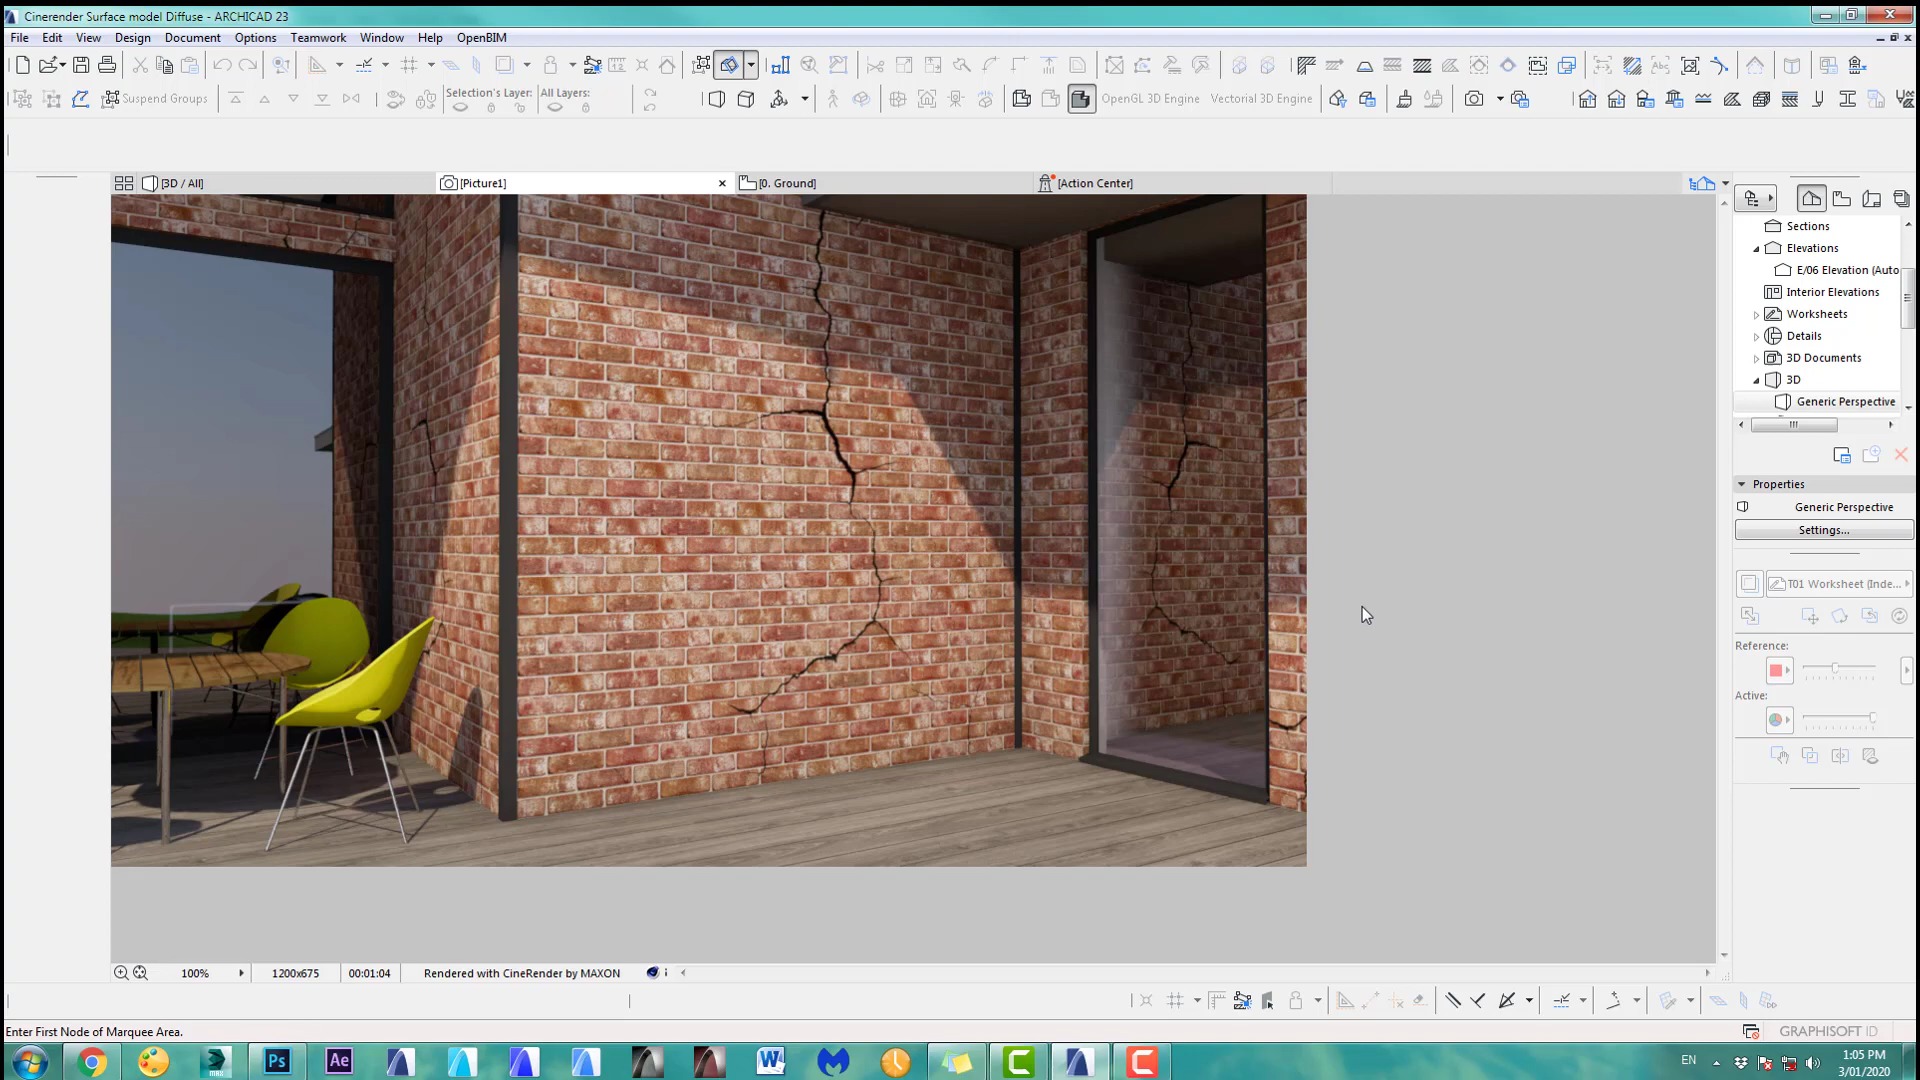 Cinerender Surface model Diffuse - ARCHICAD 23
File Edit View Design Document Options Teamwork Window Help OpenBIM
Suspend Groups Selection's Layer: All Layers: OpenGL 3D Engine Vectorial 3D Engine
[3D / All] [Picture1] [0. Ground] [Action Center]
Sections
Elevations
E/06 Elevation (Auto
Interior Elevations
Worksheets
Details
3D Documents
3D
Generic Perspective
Properties
Generic Perspective
Settings...
T01 Worksheet (Inde...
Reference:
Active:
100% 1200x675 00:01:04 Rendered with CineRender by MAXON
Enter First Node of Marquee Area.
GRAPHISOFT ID
MAX Ps Ae W C C
EN
1:05 PM
3/01/2020